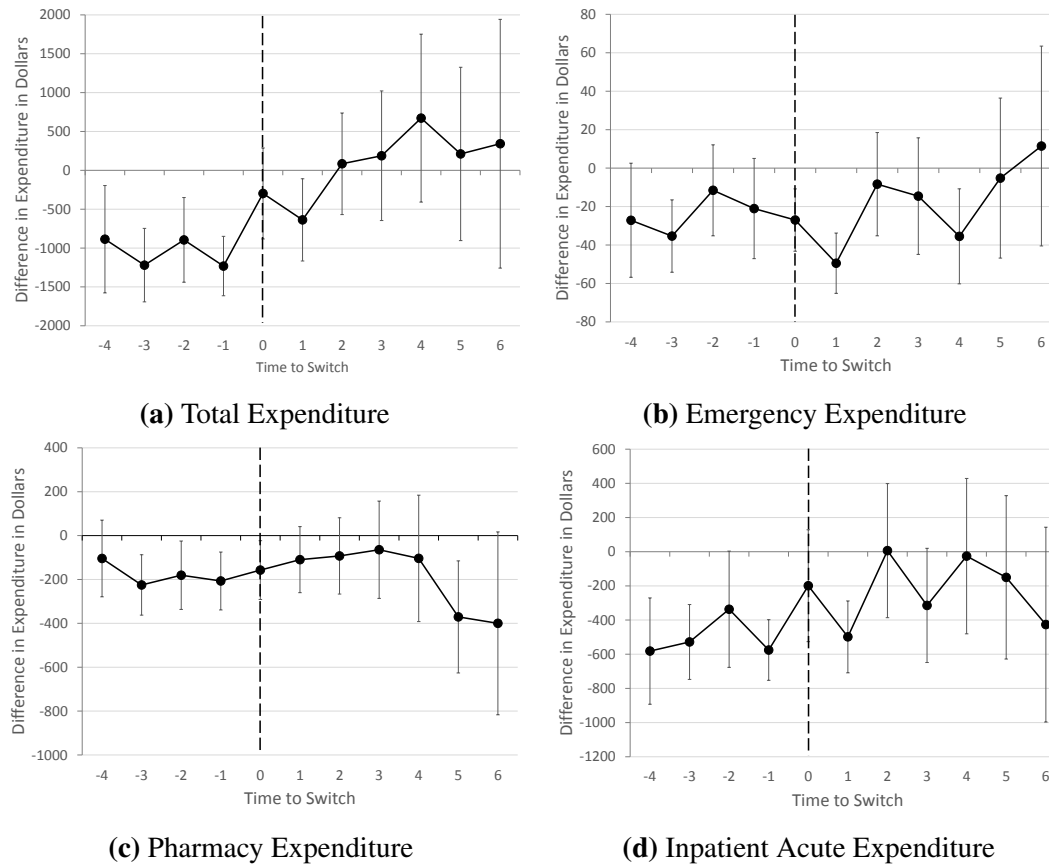 Difference in Expenditure in Dollars
2000
1500
1000
500
0
-500
-1000
-1500
-2000
-4 -3 -2 -1 0 1 2 3 4 5 6
Time to Switch
(a) Total Expenditure
Difference in Expenditure in Dollars
80
60
40
20
0
-20
-40
-60
-80
-4 -3 -2 -1 0 1 2 3 4 5 6
Time to Switch
(b) Emergency Expenditure
Difference in Expenditure in Dollars
400
200
0
-200
-400
-600
-800
-1000
-4 -3 -2 -1 0 1 2 3 4 5 6
Time to Switch
(c) Pharmacy Expenditure
Difference in Expenditure in Dollars
600
400
200
0
-200
-400
-600
-800
-1000
-1200
-4 -3 -2 -1 0 1 2 3 4 5 6
Time to Switch
(d) Inpatient Acute Expenditure